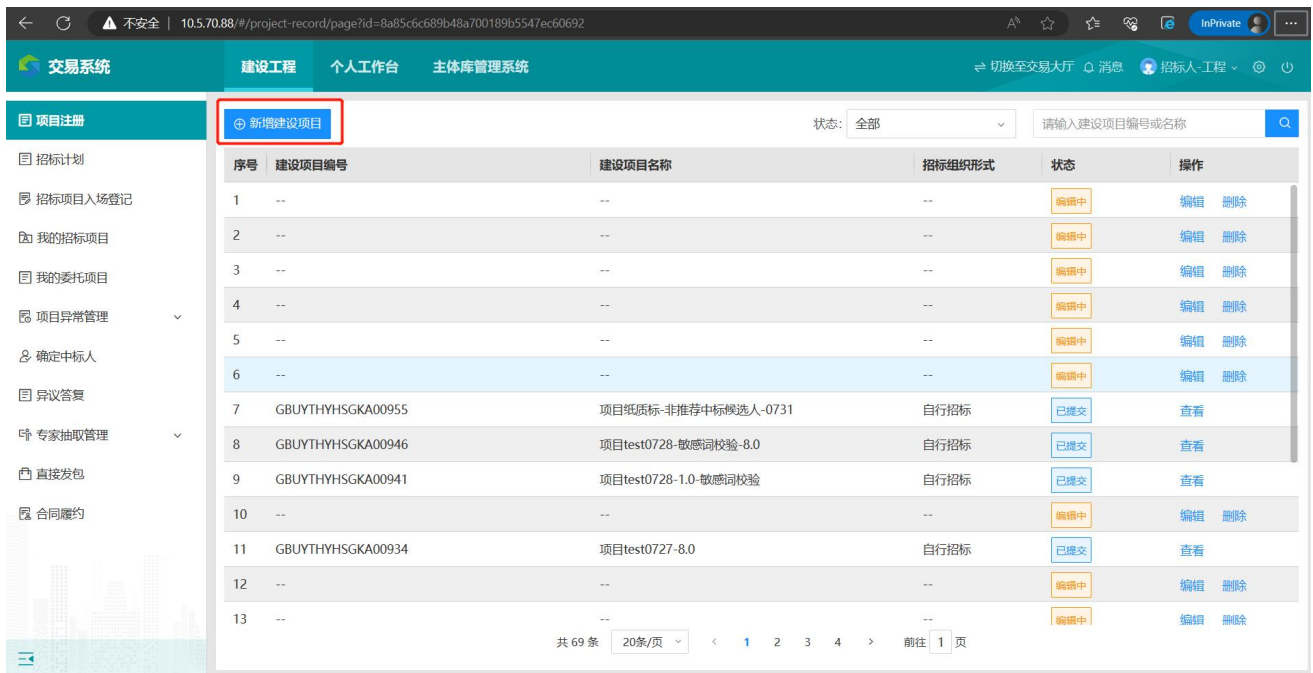 不安全 | 10.5.70.88/#/project-record/page?id=8a85c6c689b48a700189b5547ec60692 InPrivate
交易系统 建设工程 个人工作台 主体库管理系统 切换至交易大厅 消息 招标人-工程
项目注册
招标计划
招标项目入场登记
我的招标项目
我的委托项目
项目异常管理
确定中标人
异议答复
专家抽取管理
直接发包
合同履约
新增建设项目 状态: 全部 请输入建设项目编号或名称
序号 建设项目编号 建设项目名称 招标组织形式 状态 操作
1 -- -- -- 编辑中 编辑 删除
2 -- -- -- 编辑中 编辑 删除
3 -- -- -- 编辑中 编辑 删除
4 -- -- -- 编辑中 编辑 删除
5 -- -- -- 编辑中 编辑 删除
6 -- -- -- 编辑中 编辑 删除
7 GBUYTHYHSGKA00955 项目纸质标-非推荐中标候选人-0731 自行招标 已提交 查看
8 GBUYTHYHSGKA00946 项目test0728-敏感词校验-8.0 自行招标 已提交 查看
9 GBUYTHYHSGKA00941 项目test0728-1.0-敏感词校验 自行招标 已提交 查看
10 -- -- -- 编辑中 编辑 删除
11 GBUYTHYHSGKA00934 项目test0727-8.0 自行招标 已提交 查看
12 -- -- -- 编辑中 编辑 删除
13 -- -- -- 编辑中 编辑 删除
共 69 条 20条/页 < 1 2 3 4 > 前往 1 页